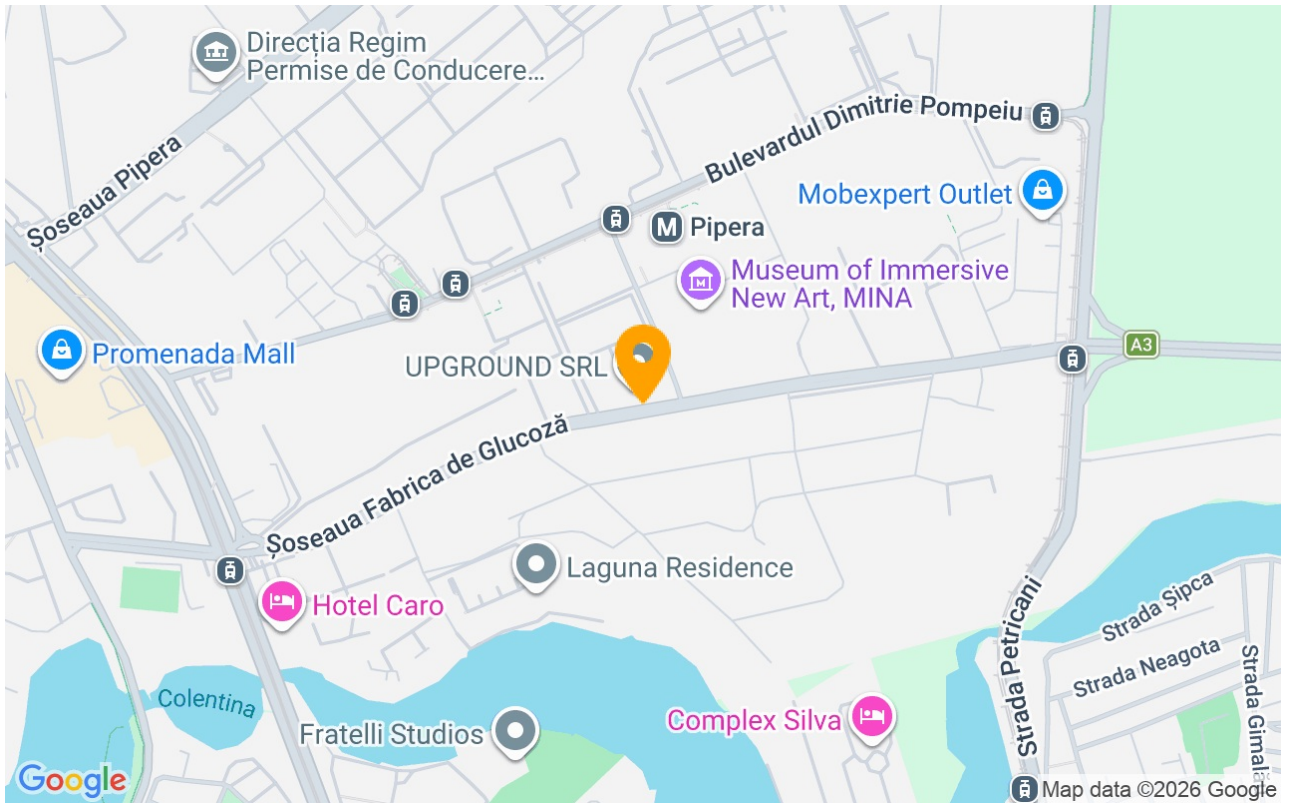 Direcția Regim
Permise de Conducere...
Șoseaua Pipera
Bulevardul Dimitrie Pompeiu
Mobexpert Outlet
M Pipera
Museum of Immersive
New Art, MINA
Promenada Mall
UPGROUND SRL
A3
Șoseaua Fabrica de Glucoză
Laguna Residence
Hotel Caro
Strada Petricani
Strada Șipca
Strada Neagota
Strada Gimala
Colentina
Complex Silva
Fratelli Studios
Google
Map data ©2026 Google